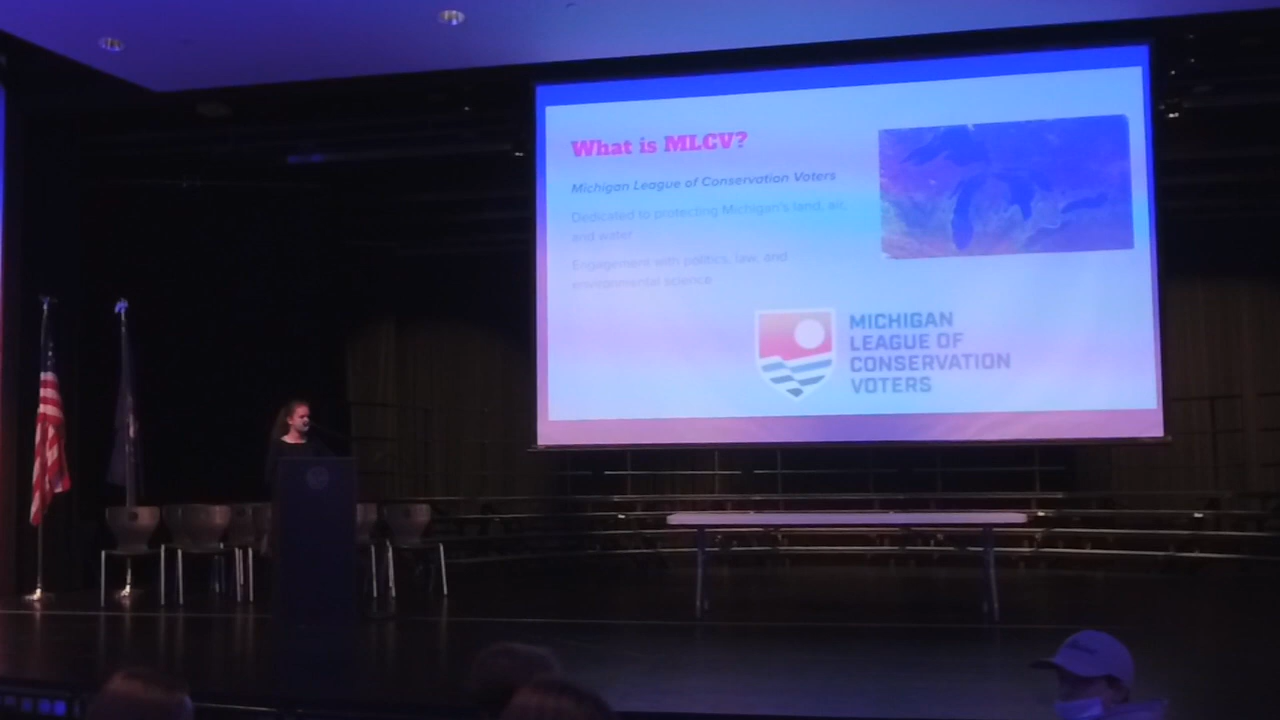 What is MLCV?
Michigan League of Conservation Voters
Dedicated to protecting Michigan's land, air,
and water
Engagement with politics, law, and
environmental science
MICHIGAN
LEAGUE OF
CONSERVATION
VOTERS